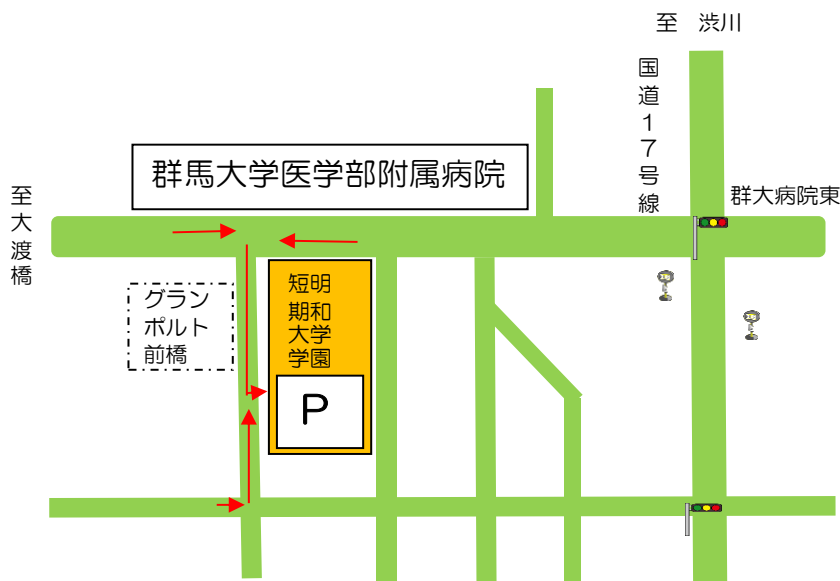 至　渋川
国道１７号線
群馬大学医学部附属病院
至大渡橋
群大病院東
グラン
ポルト
前橋
明和学園
短期大学
P